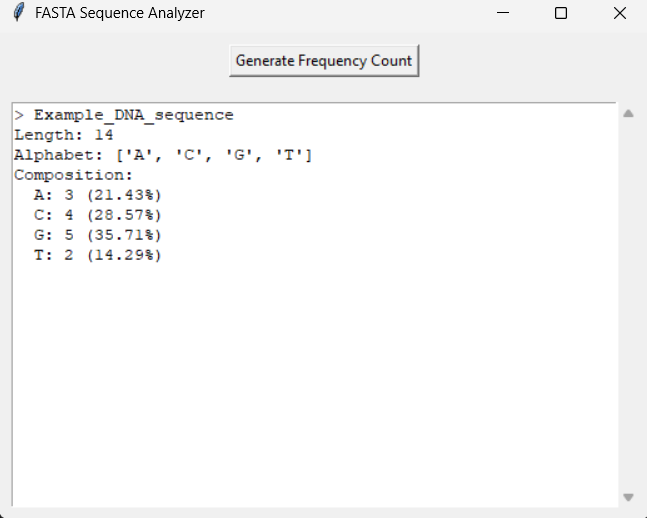 FASTA Sequence Analyzer
Generate Frequency Count
> Example_DNA_sequence
Length: 14
Alphabet: ['A', 'C', 'G', 'T']
Composition:
  A: 3 (21.43%)
  C: 4 (28.57%)
  G: 5 (35.71%)
  T: 2 (14.29%)